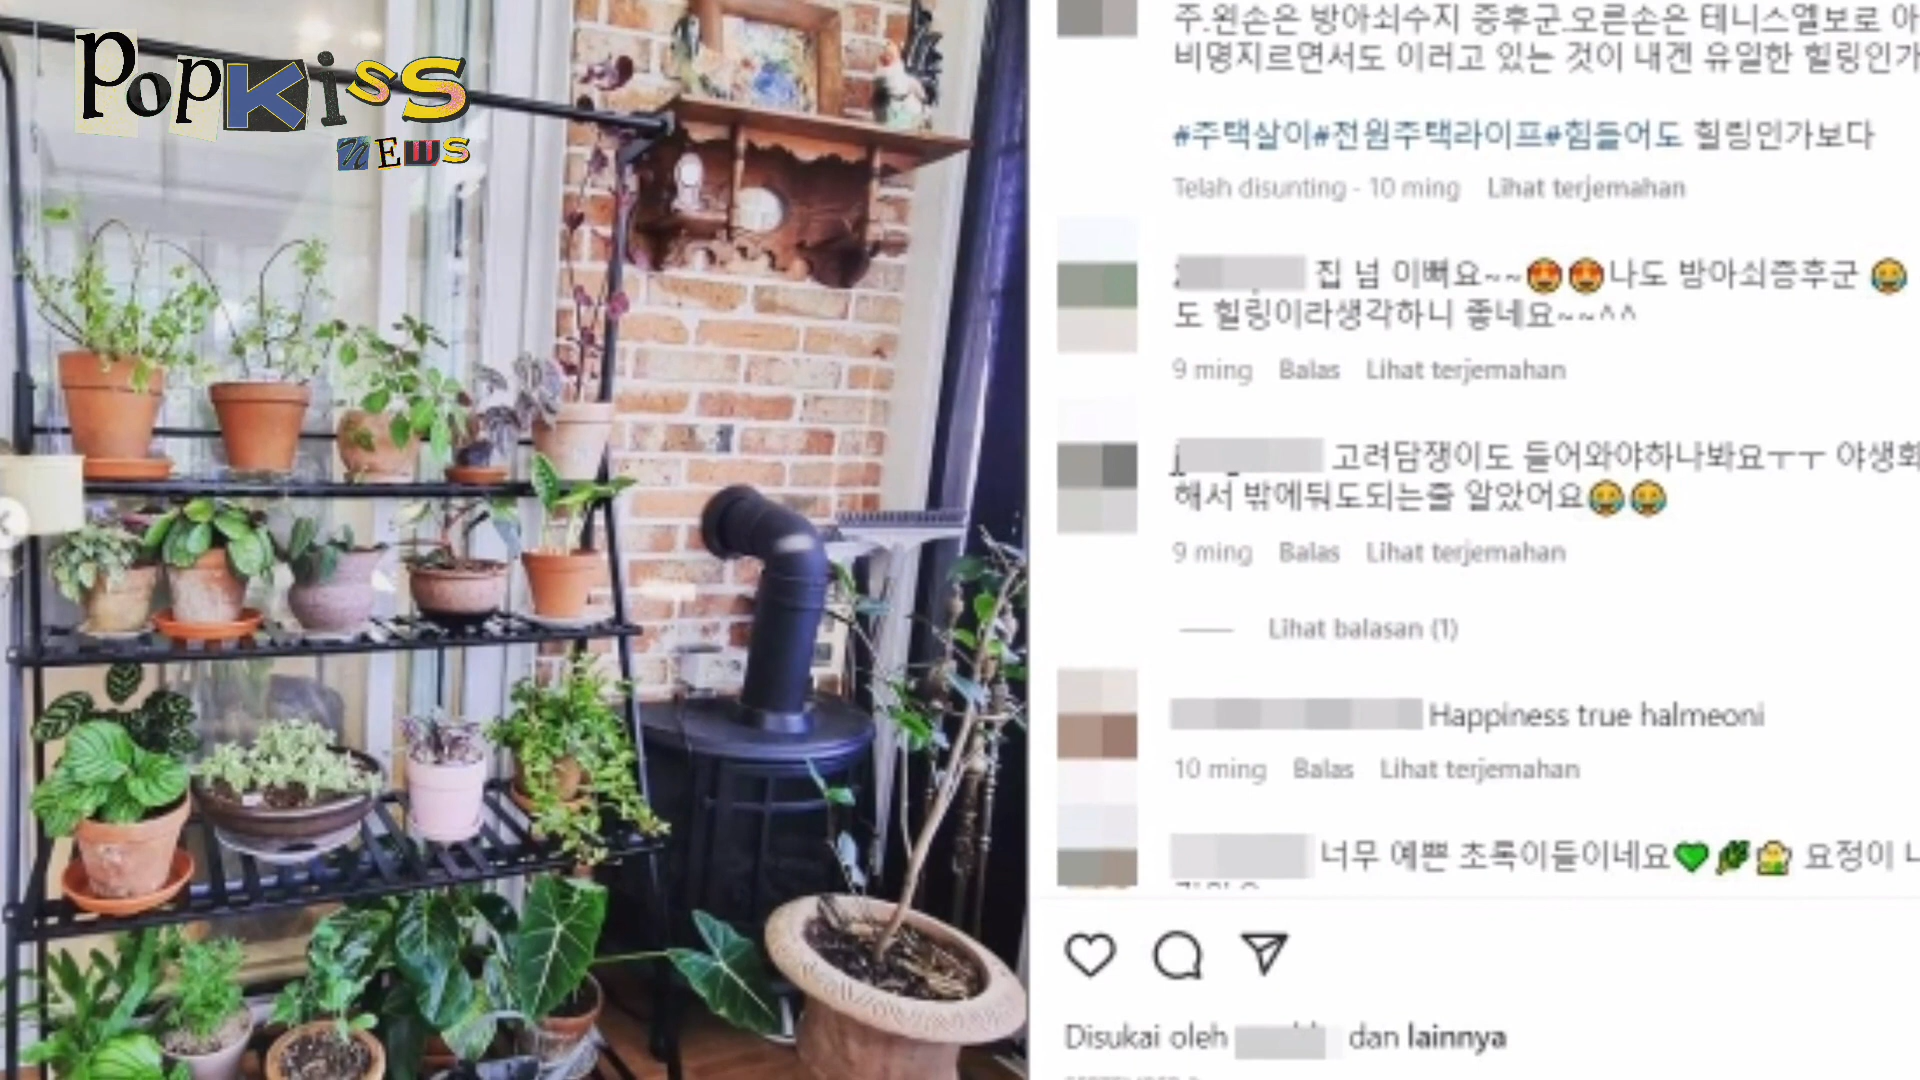 PopKiss
News
주.왼손은 방아쇠수지 증후군.오른손은 테니스엘보로 아
비명지르면서도 이러고 있는 것이 내겐 유일한 힐링인가
#주택살이#전원주택라이프#힘들어도 힐링인가보다
Telah disunting · 10 ming Lihat terjemahan
집 넘 이뻐요~~😍😍나도 방아쇠증후군 😂
도 힐링이라생각하니 좋네요~~^^
9 ming Balas Lihat terjemahan
고려담쟁이도 들어와야하나봐요ㅜㅜ 야생화
해서 밖에둬도되는줄 알았어요😂😂
9 ming Balas Lihat terjemahan
Lihat balasan (1)
Happiness true halmeoni
10 ming Balas Lihat terjemahan
너무 예쁜 초록이들이네요💚🌿 요정이 나
Disukai oleh dan lainnya